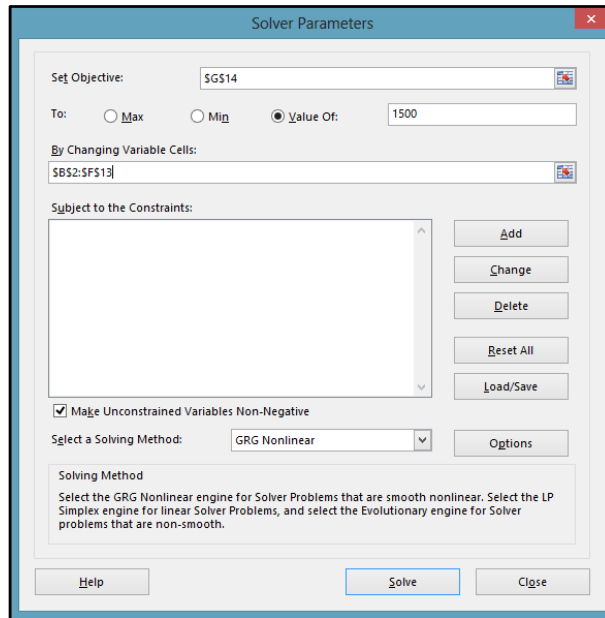 Solver Parameters
Set Objective: $G$14
To: Max Min Value Of: 1500
By Changing Variable Cells:
$B$2:$F$13
Subject to the Constraints:
Add
Change
Delete
Reset All
Load/Save
Make Unconstrained Variables Non-Negative
Select a Solving Method: GRG Nonlinear Options
Solving Method
Select the GRG Nonlinear engine for Solver Problems that are smooth nonlinear. Select the LP
Simplex engine for linear Solver Problems, and select the Evolutionary engine for Solver
problems that are non-smooth.
Help Solve Close